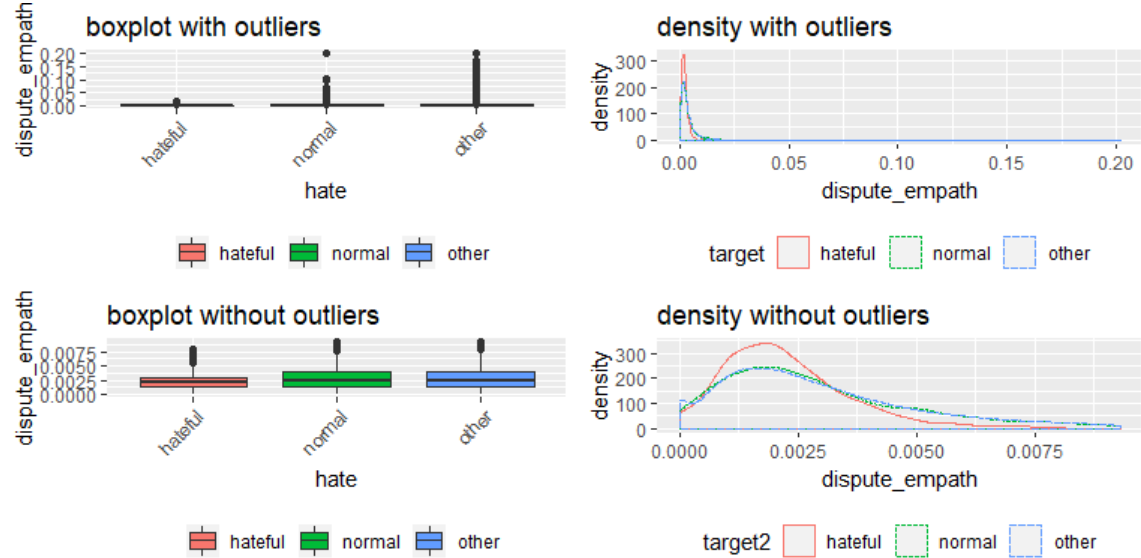 boxplot with outliers
dispute_empath
0.20
0.15
0.10
0.05
0.00
hateful
normal
other
hate
hateful normal other
density with outliers
density
300
200
100
0
0.00 0.05 0.10 0.15 0.20
dispute_empath
target hateful normal other
boxplot without outliers
dispute_empath
0.0075
0.0050
0.0025
0.0000
hateful
normal
other
hate
hateful normal other
density without outliers
density
300
200
100
0
0.0000 0.0025 0.0050 0.0075
dispute_empath
target2 hateful normal other